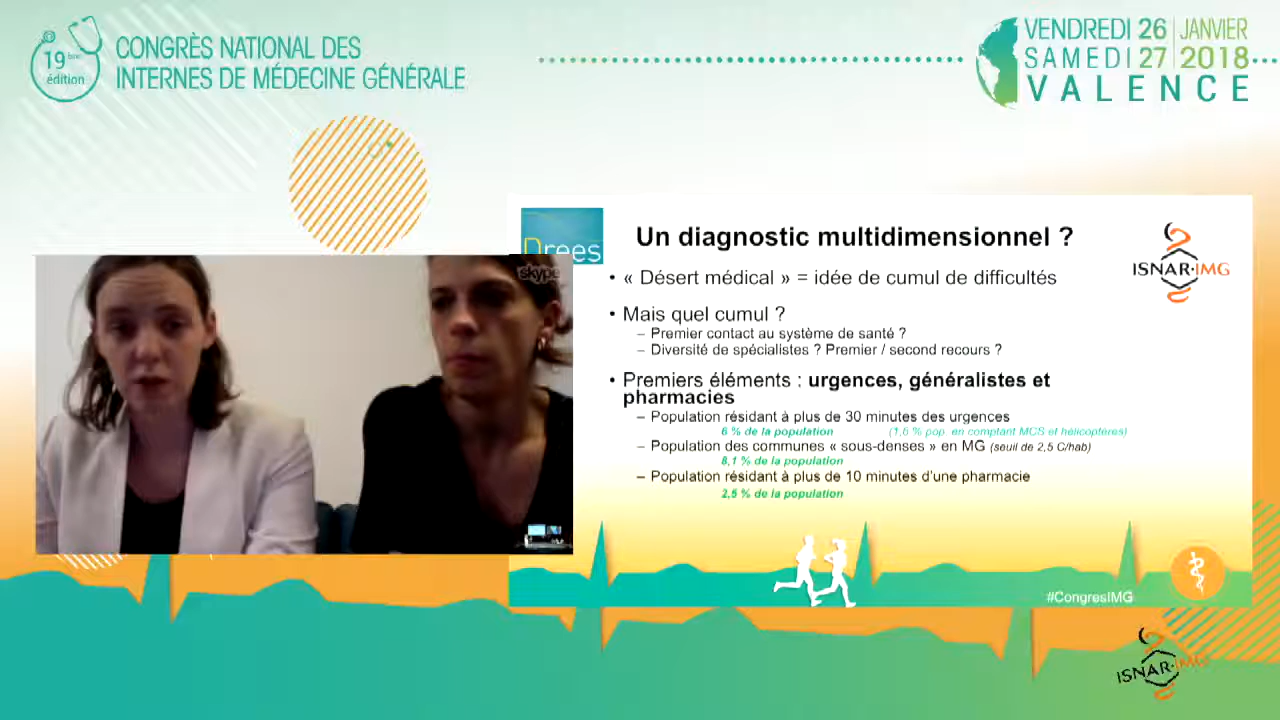 19ème
édition
CONGRÈS NATIONAL DES
INTERNES DE MÉDECINE GÉNÉRALE
VENDREDI 26 JANVIER
SAMEDI 27 2018
VALENCE
Drees
skype
Un diagnostic multidimensionnel ?
ISNAR-IMG
• « Désert médical » = idée de cumul de difficultés
• Mais quel cumul ?
– Premier contact au système de santé ?
– Diversité de spécialistes ? Premier / second recours ?
• Premiers éléments : urgences, généralistes et
pharmacies
– Population résidant à plus de 30 minutes des urgences
6 % de la population (1,6 % pop. en comptant MCS et hélicoptères)
– Population des communes « sous-denses » en MG (seuil de 2,5 C/hab)
8,1 % de la population
– Population résidant à plus de 10 minutes d'une pharmacie
2,5 % de la population
#CongresIMG
ISNAR-IMG